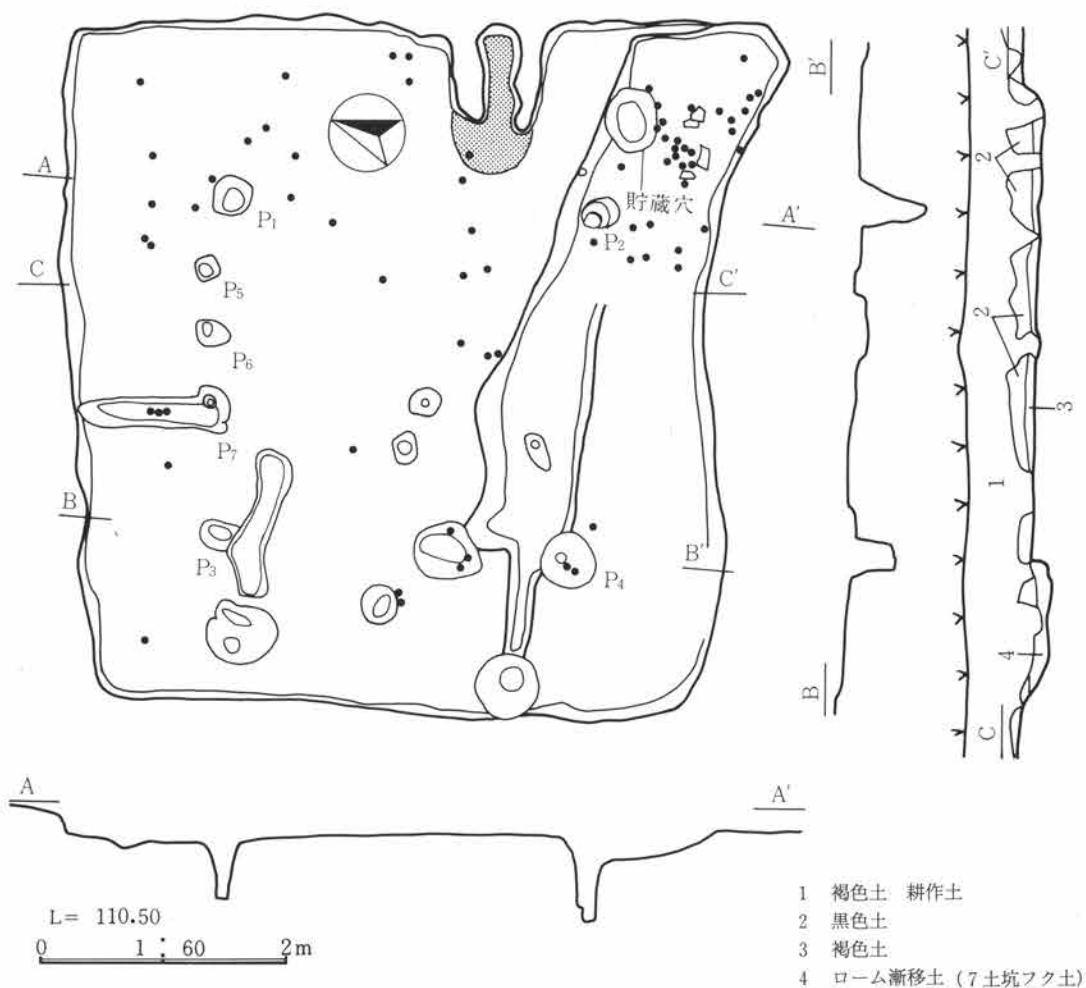 C'
B'
2
A
P₁
貯蔵穴
A'
P₂
C
P₅
C'
P₆
2
3
P₇
1
B
P₃
P₄
B'
4
B
C
A
A'
L= 110.50
0 1 : 60 2m
1 褐色土 耕作土
2 黒色土
3 褐色土
4 ローム漸移土 (7土坑フク土)